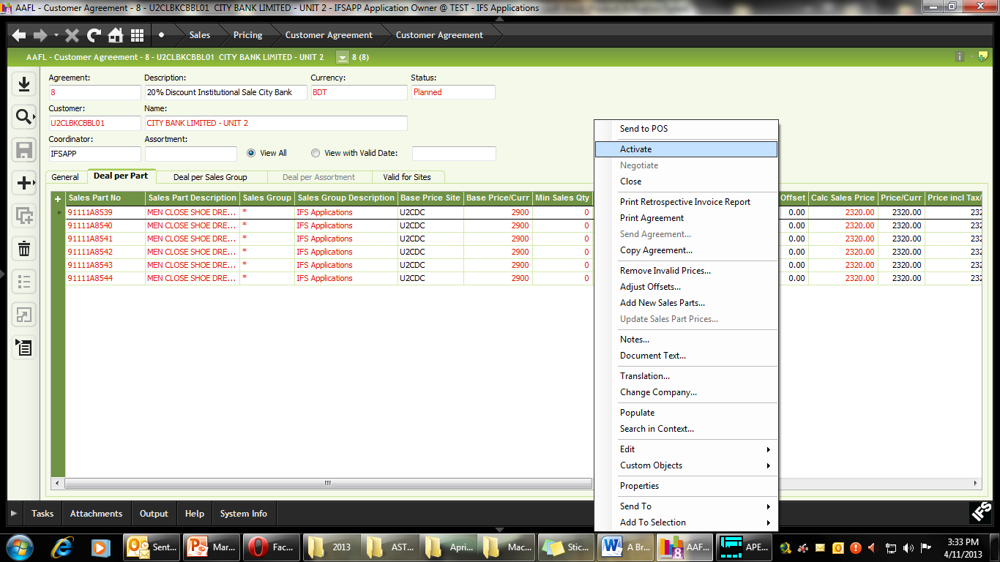 AAFL - Customer Agreement - 8 - U2CLBKCBBL01 CITY BANK LIMITED - UNIT 2 - IFSAPP Application Owner @ TEST - IFS Applications
Sales Pricing Customer Agreement Customer Agreement
AAFL - Customer Agreement - 8 - U2CLBKCBBL01 CITY BANK LIMITED - UNIT 2 8 (8)
Agreement: Description: Currency: Status:
8 20% Discount Institutional Sale City Bank BDT Planned
Customer: Name:
U2CLBKCBBL01 CITY BANK LIMITED - UNIT 2
Coordinator: Assortment:
IFSAPP View All View with Valid Date:
General Deal per Part Deal per Sales Group Deal per Assortment Valid for Sites
Sales Part No Sales Part Description Sales Group Sales Group Description Base Price Site Base Price/Curr Min Sales Qty Offset Calc Sales Price Price/Curr Price incl Tax/
91111A8539 MEN CLOSE SHOE DRE... * IFS Applications U2CDC 2900 0 0.00 2320.00 2320.00 232
91111A8540 MEN CLOSE SHOE DRE... * IFS Applications U2CDC 2900 0 0.00 2320.00 2320.00 232
91111A8541 MEN CLOSE SHOE DRE... * IFS Applications U2CDC 2900 0 0.00 2320.00 2320.00 232
91111A8542 MEN CLOSE SHOE DRE... * IFS Applications U2CDC 2900 0 0.00 2320.00 2320.00 232
91111A8543 MEN CLOSE SHOE DRE... * IFS Applications U2CDC 2900 0 0.00 2320.00 2320.00 232
91111A8544 MEN CLOSE SHOE DRE... * IFS Applications U2CDC 2900 0 0.00 2320.00 2320.00 232
Send to POS
Activate
Negotiate
Close
Print Retrospective Invoice Report
Print Agreement
Send Agreement...
Copy Agreement...
Remove Invalid Prices...
Adjust Offsets...
Add New Sales Parts...
Update Sales Part Prices...
Notes...
Document Text...
Translation...
Change Company...
Populate
Search in Context...
Edit
Custom Objects
Properties
Send To
Add To Selection
Tasks Attachments Output Help System Info IFS
Sent... Mar... Fac... 2013 AST... Apri... Mac... Stic... A Br... AAF... APE... 3:33 PM
4/11/2013